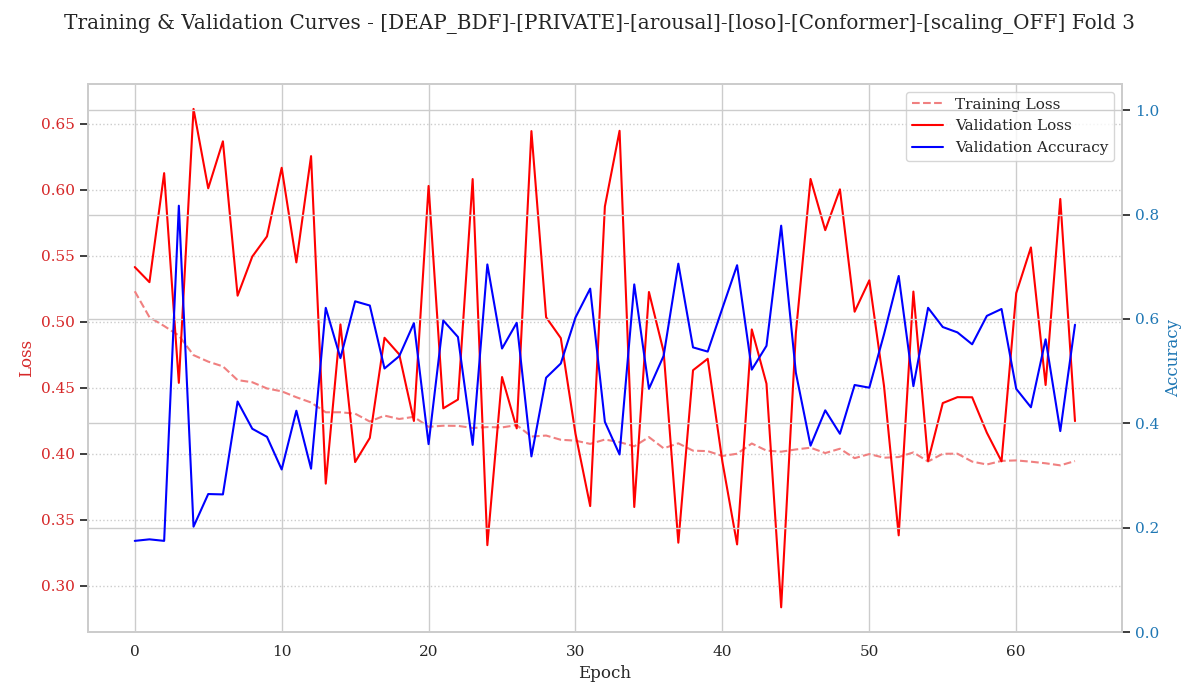 Training & Validation Curves - [DEAP_BDF]-[PRIVATE]-[arousal]-[loso]-[Conformer]-[scaling_OFF] Fold 3
Training Loss
Validation Loss
Validation Accuracy
0.65
0.60
0.55
0.50
0.45
0.40
0.35
0.30
Loss
1.0
0.8
0.6
0.4
0.2
0.0
Accuracy
0 10 20 30 40 50 60
Epoch